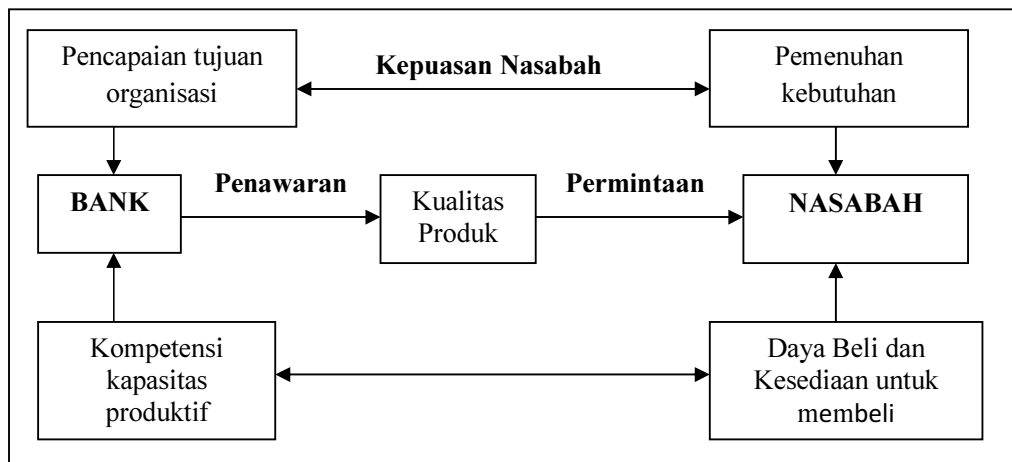 Pencapaian tujuan
organisasi
Kepuasan Nasabah
Pemenuhan
kebutuhan
BANK
Penawaran
Kualitas
Produk
Permintaan
NASABAH
Kompetensi
kapasitas
produktif
Daya Beli dan
Kesediaan untuk
membeli